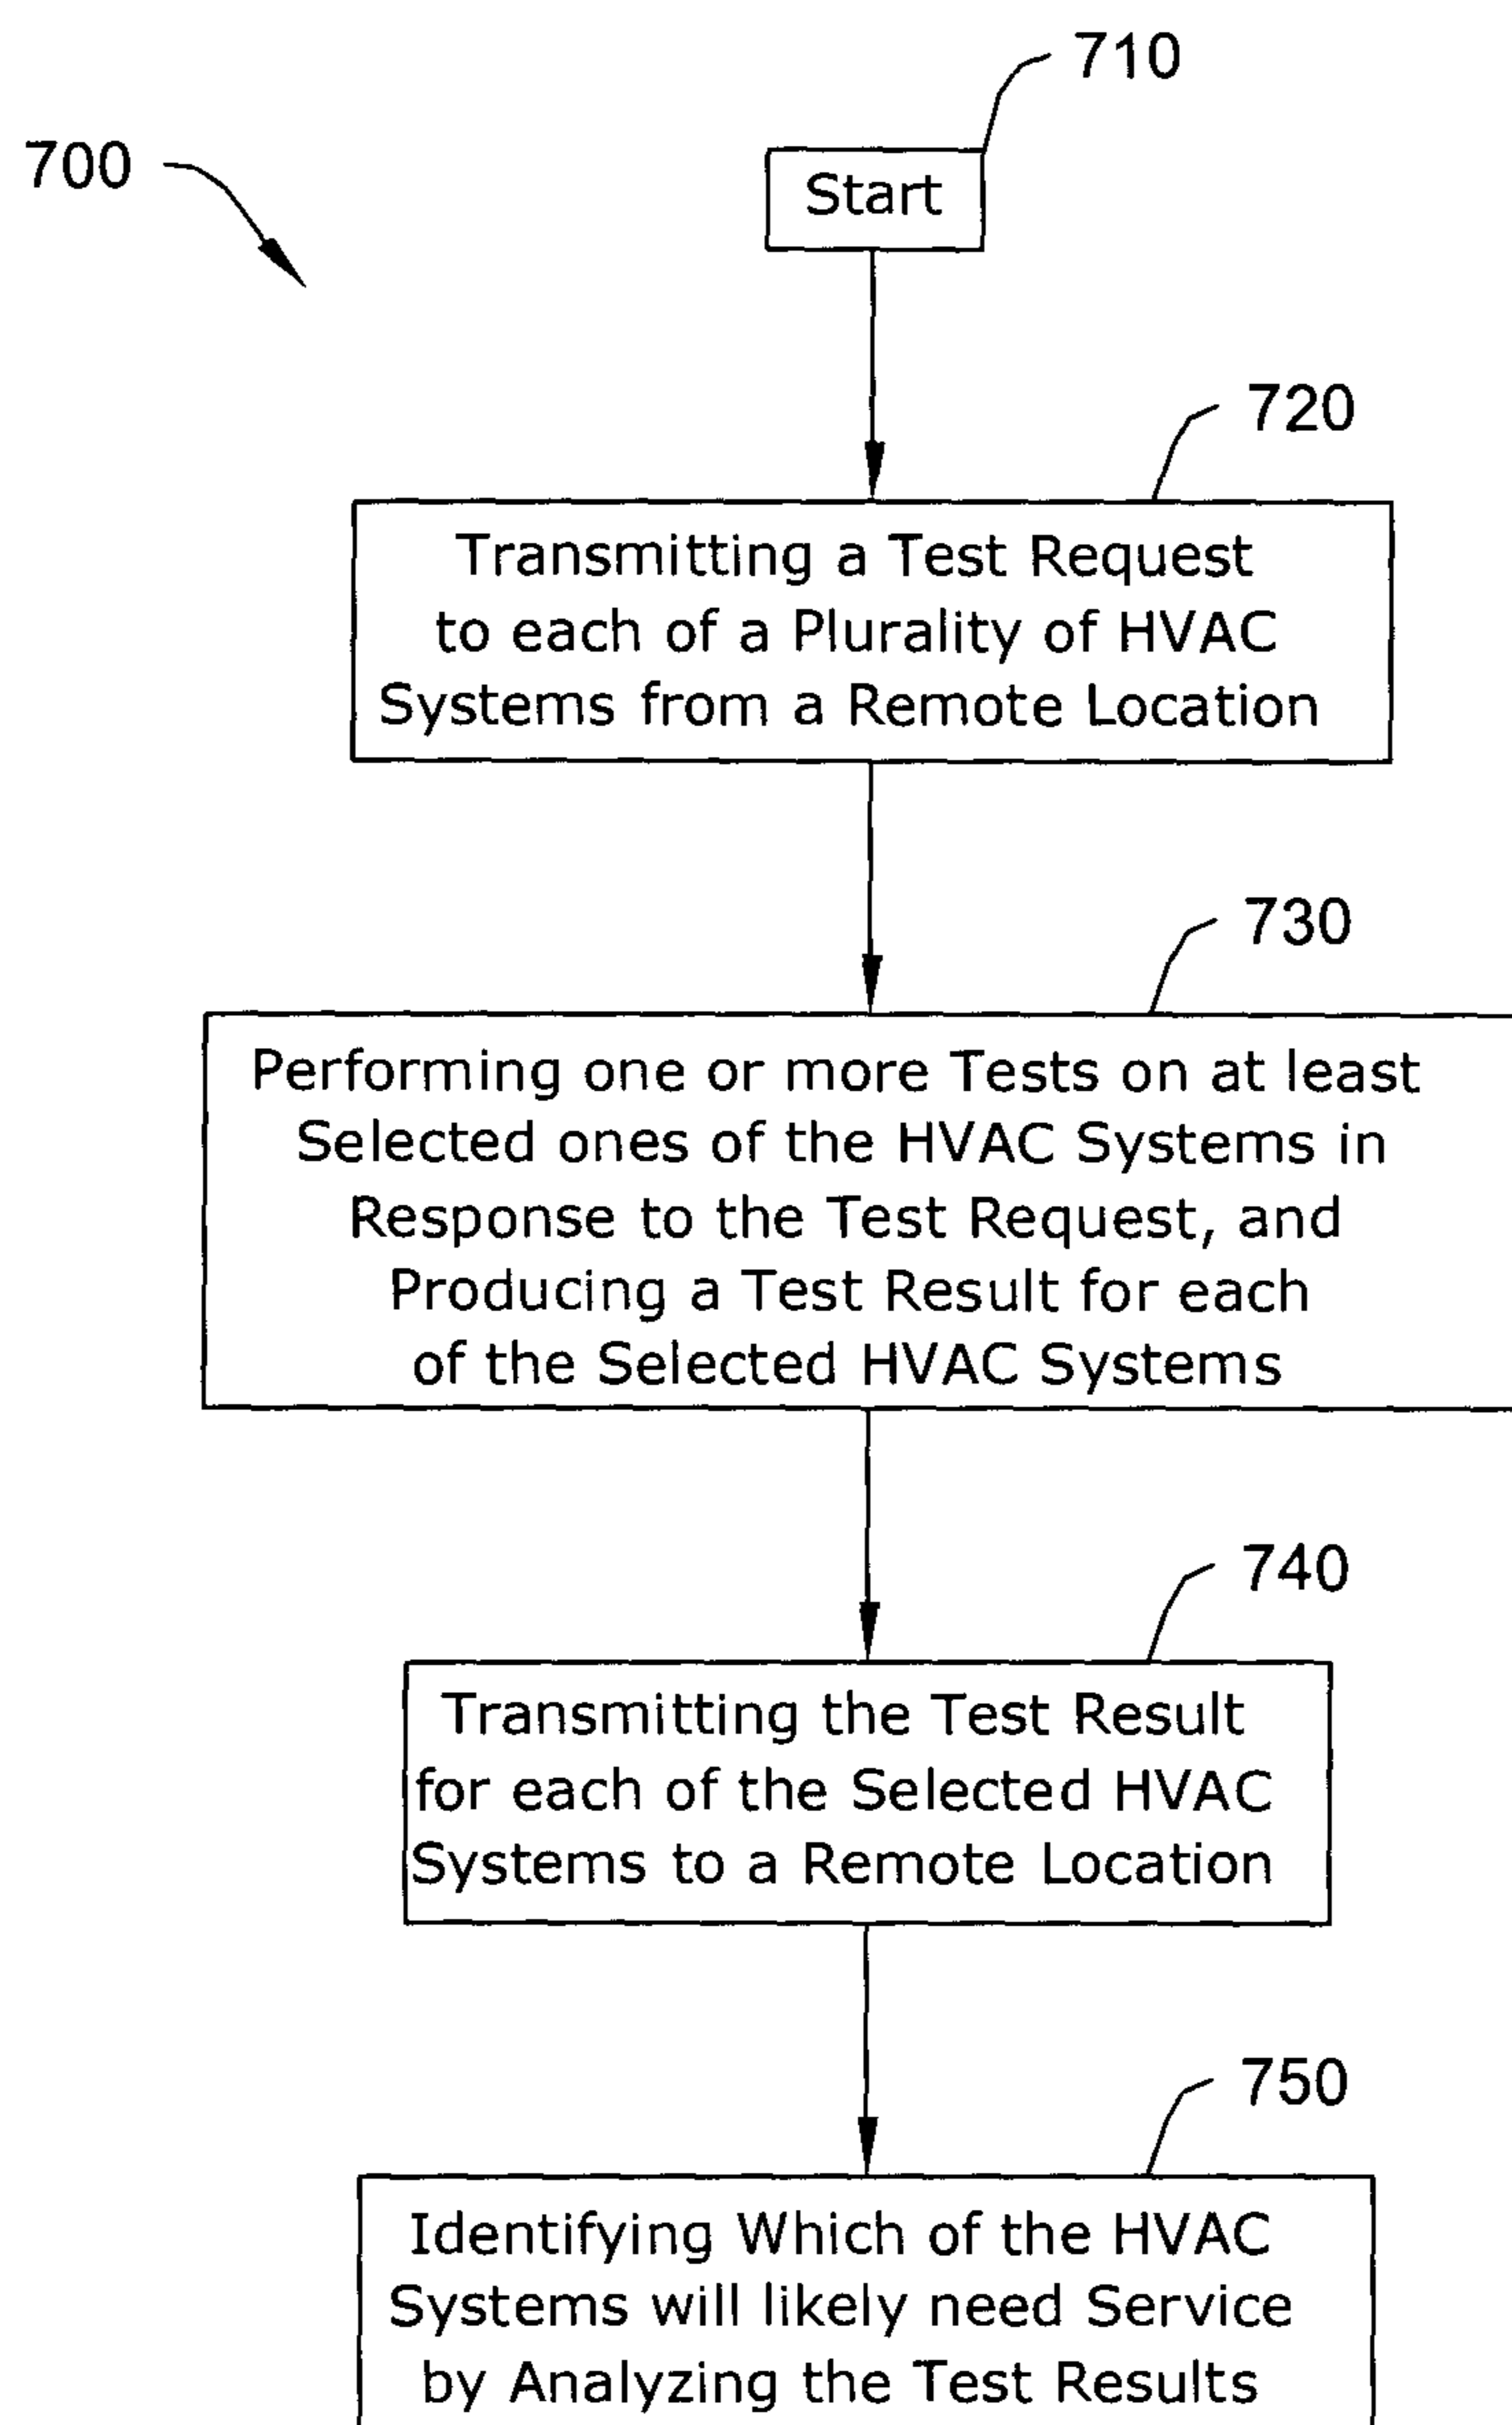 710
700
Start
720
Transmitting a Test Request
to each of a Plurality of HVAC
Systems from a Remote Location
730
Performing one or more Tests on at least
Selected ones of the HVAC Systems in
Response to the Test Request, and
Producing a Test Result for each
of the Selected HVAC Systems
740
Transmitting the Test Result
for each of the Selected HVAC
Systems to a Remote Location
750
Identifying Which of the HVAC
Systems will likely need Service
by Analyzing the Test Results